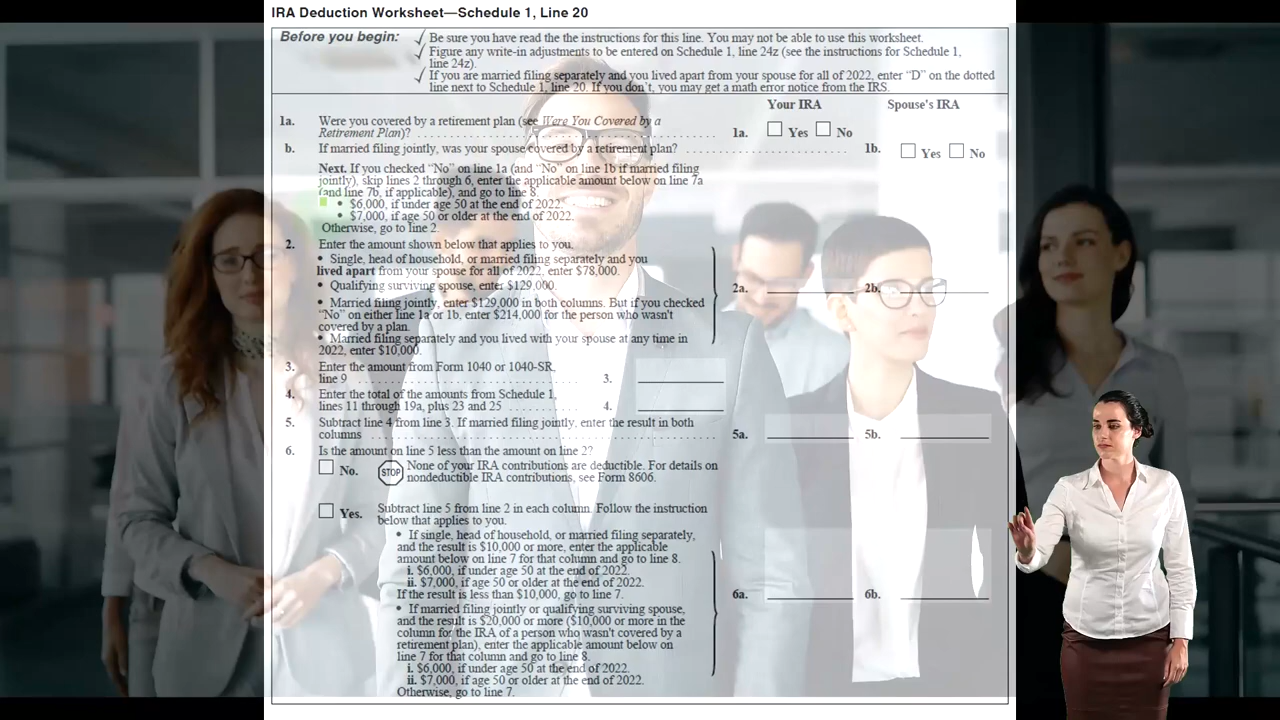 IRA Deduction Worksheet—Schedule 1, Line 20
Before you begin:
✓ Be sure you have read the the instructions for this line. You may not be able to use this worksheet.
✓ Figure any write-in adjustments to be entered on Schedule 1, line 24z (see the instructions for Schedule 1,
line 24z).
✓ If you are married filing separately and you lived apart from your spouse for all of 2022, enter “D” on the dotted
line next to Schedule 1, line 20. If you don’t, you may get a math error notice from the IRS.
Your IRA Spouse's IRA
1a. Were you covered by a retirement plan (see Were You Covered by a
Retirement Plan)? 1a. Yes No
b. If married filing jointly, was your spouse covered by a retirement plan? 1b. Yes No
Next. If you checked “No” on line 1a (and “No” on line 1b if married filing
jointly), skip lines 2 through 6, enter the applicable amount below on line 7a
(and line 7b, if applicable), and go to line 8.
• $6,000, if under age 50 at the end of 2022.
• $7,000, if age 50 or older at the end of 2022.
Otherwise, go to line 2.
2. Enter the amount shown below that applies to you.
• Single, head of household, or married filing separately and you
lived apart from your spouse for all of 2022, enter $78,000.
• Qualifying surviving spouse, enter $129,000.
2a. 2b.
• Married filing jointly, enter $129,000 in both columns. But if you checked
“No” on either line 1a or 1b, enter $214,000 for the person who wasn't
covered by a plan.
• Married filing separately and you lived with your spouse at any time in
2022, enter $10,000.
3. Enter the amount from Form 1040 or 1040-SR,
line 9 3.
4. Enter the total of the amounts from Schedule 1,
lines 11 through 19a, plus 23 and 25 4.
5. Subtract line 4 from line 3. If married filing jointly, enter the result in both
columns 5a. 5b.
6. Is the amount on line 5 less than the amount on line 2?
No. STOP None of your IRA contributions are deductible. For details on
nondeductible IRA contributions, see Form 8606.
Yes. Subtract line 5 from line 2 in each column. Follow the instruction
below that applies to you.
• If single, head of household, or married filing separately,
and the result is $10,000 or more, enter the applicable
amount below on line 7 for that column and go to line 8.
i. $6,000, if under age 50 at the end of 2022.
ii. $7,000, if age 50 or older at the end of 2022.
If the result is less than $10,000, go to line 7.
6a. 6b.
• If married filing jointly or qualifying surviving spouse,
and the result is $20,000 or more ($10,000 or more in the
column for the IRA of a person who wasn't covered by a
retirement plan), enter the applicable amount below on
line 7 for that column and go to line 8.
i. $6,000, if under age 50 at the end of 2022.
ii. $7,000, if age 50 or older at the end of 2022.
Otherwise, go to line 7.